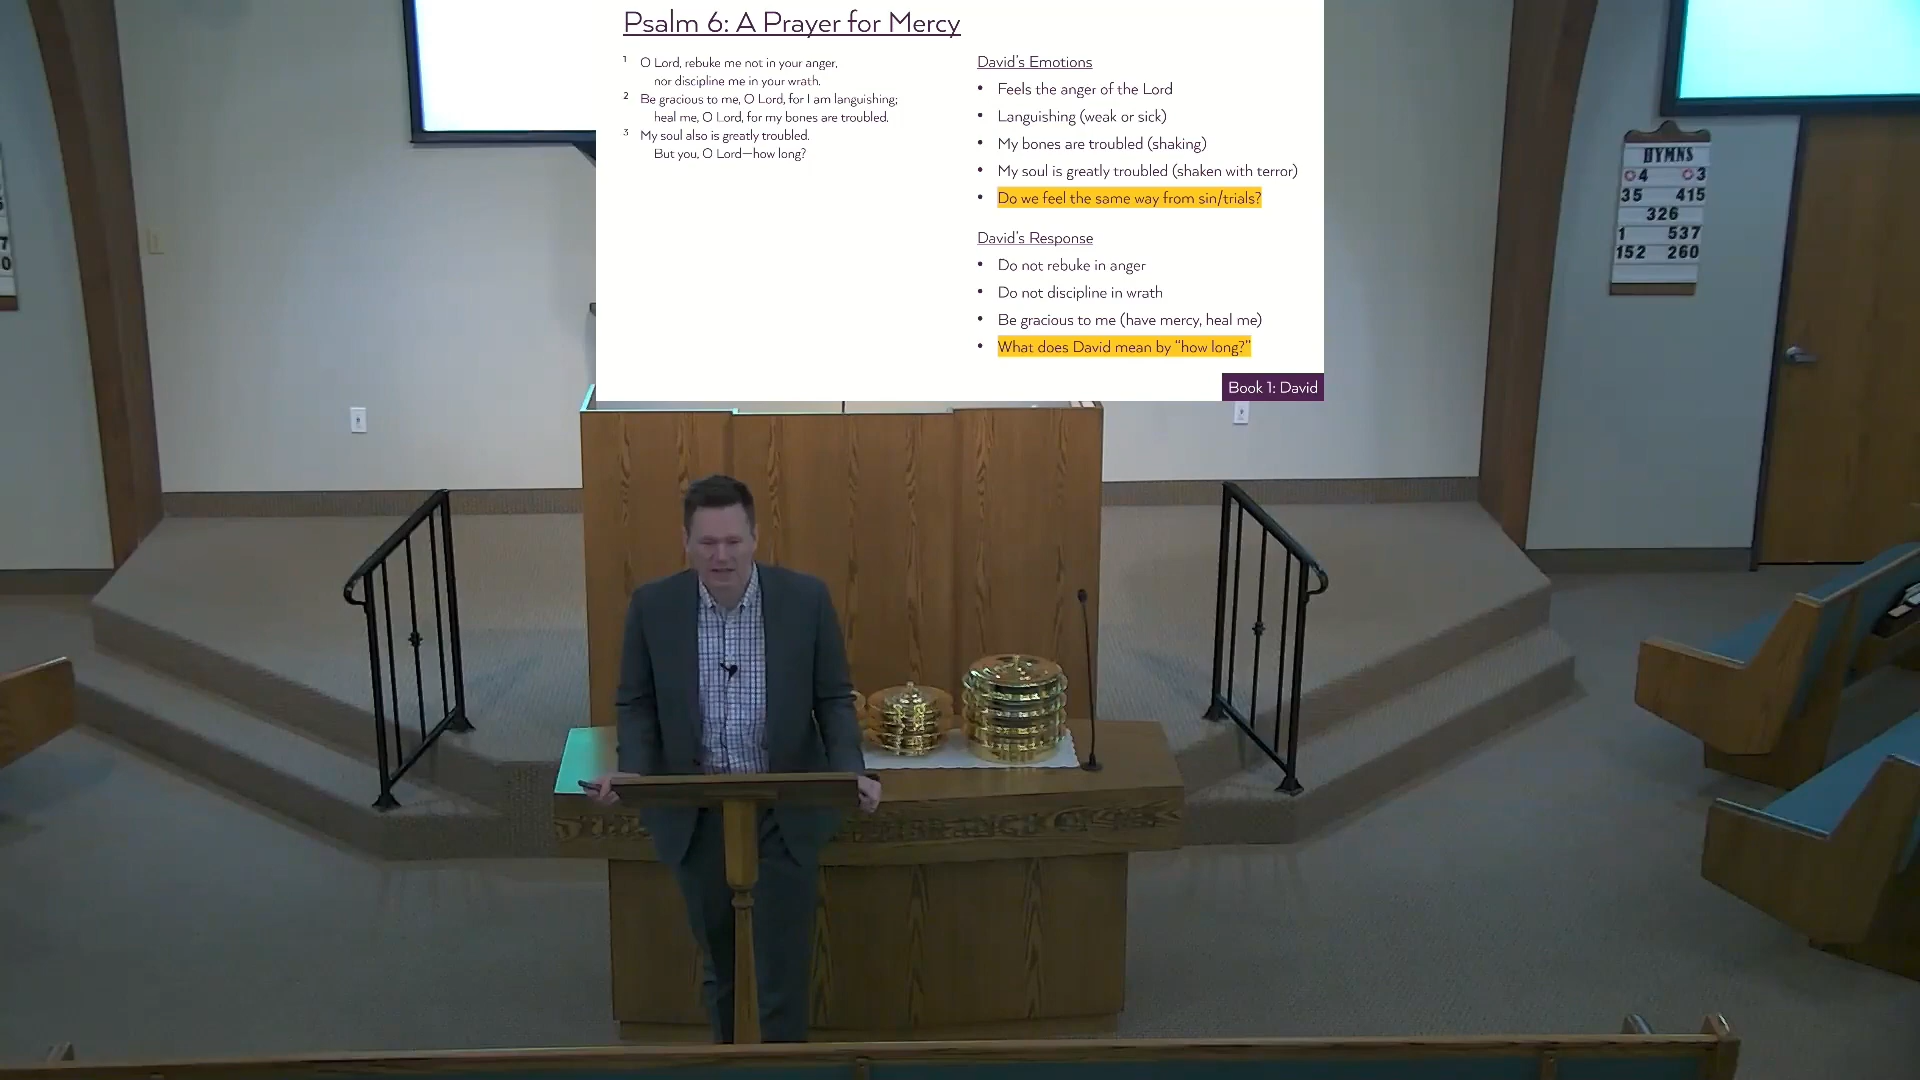 Psalm 6: A Prayer for Mercy
1 O Lord, rebuke me not in your anger,
nor discipline me in your wrath.
2 Be gracious to me, O Lord, for I am languishing;
heal me, O Lord, for my bones are troubled.
3 My soul also is greatly troubled.
But you, O Lord—how long?
David's Emotions
• Feels the anger of the Lord
• Languishing (weak or sick)
• My bones are troubled (shaking)
• My soul is greatly troubled (shaken with terror)
• Do we feel the same way from sin/trials?
David's Response
• Do not rebuke in anger
• Do not discipline in wrath
• Be gracious to me (have mercy, heal me)
• What does David mean by "how long?"
Book 1: David
HYMNS
4 3
35 415
326
1 537
152 260
7
0